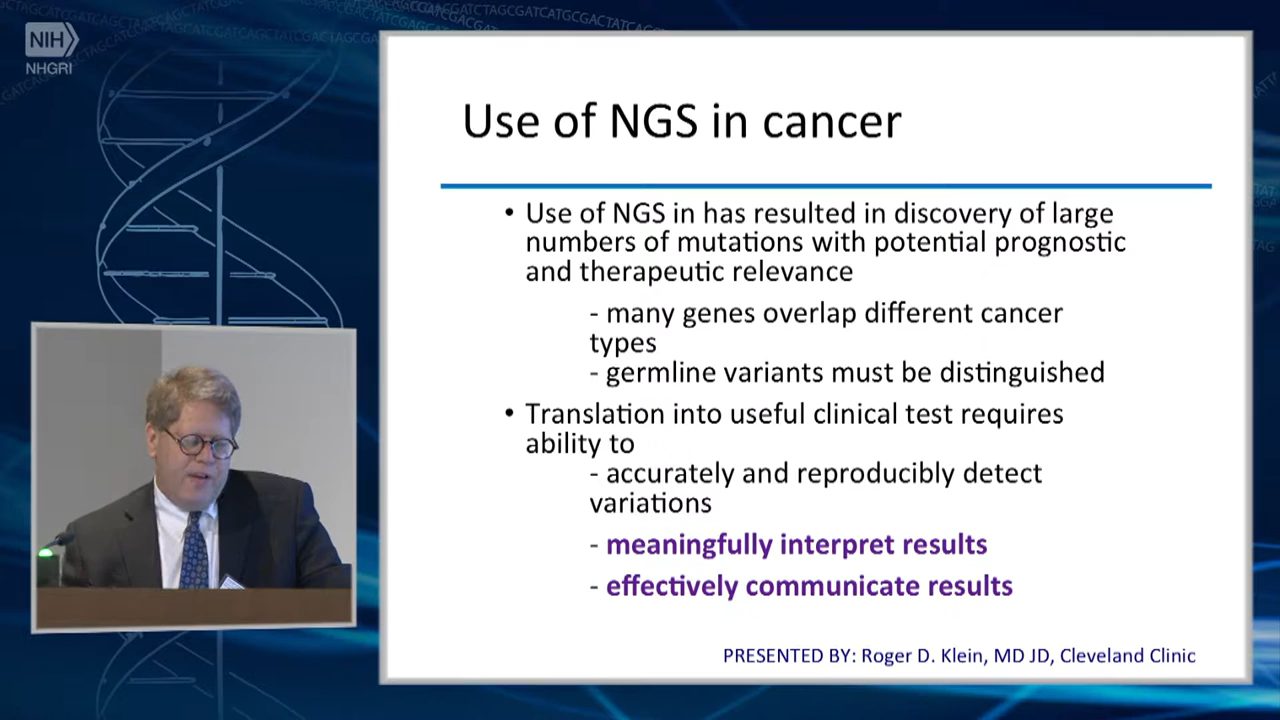 NIH
NHGRI
Use of NGS in cancer
• Use of NGS in has resulted in discovery of large
numbers of mutations with potential prognostic
and therapeutic relevance
- many genes overlap different cancer
types
- germline variants must be distinguished
• Translation into useful clinical test requires
ability to
- accurately and reproducibly detect
variations
- meaningfully interpret results
- effectively communicate results
PRESENTED BY: Roger D. Klein, MD JD, Cleveland Clinic